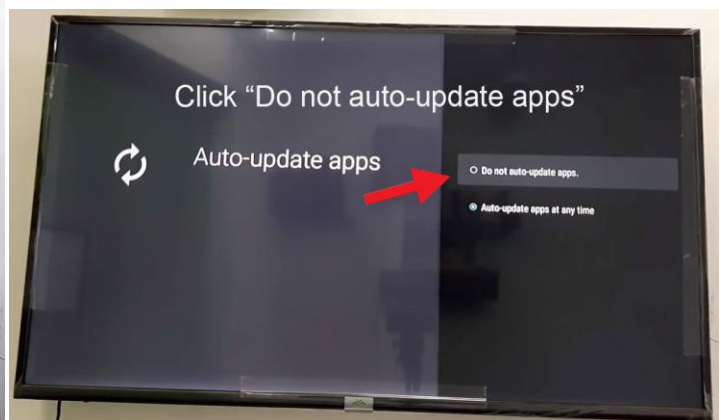 Click “Do not auto-update apps”
Auto-update apps
Do not auto-update apps.
Auto-update apps at any time